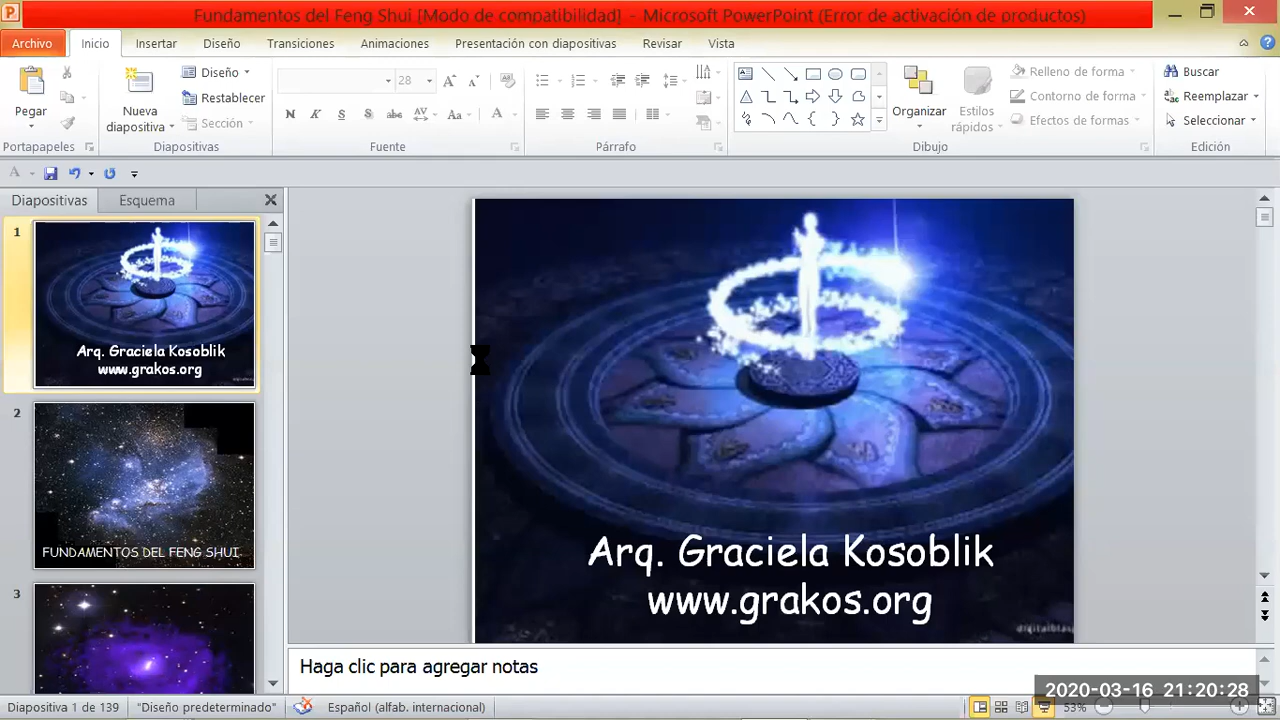 Fundamentos del Feng Shui [Modo de compatibilidad] - Microsoft PowerPoint (Error de activación de productos)
Archivo Inicio Insertar Diseño Transiciones Animaciones Presentación con diapositivas Revisar Vista
Pegar
Portapapeles
Nueva diapositiva
Diseño
Restablecer
Sección
Diapositivas
28
N K S S abc AV Aa A
Fuente
Párrafo
Organizar
Estilos rápidos
Relleno de forma
Contorno de forma
Efectos de formas
Dibujo
Buscar
Reemplazar
Seleccionar
Edición
Diapositivas Esquema
1
Arq. Graciela Kosoblik
www.grakos.org
2
FUNDAMENTOS DEL FENG SHUI
3
Arq. Graciela Kosoblik
www.grakos.org
Haga clic para agregar notas
2020-03-16 21:20:28
Diapositiva 1 de 139 "Diseño predeterminado" Español (alfab. internacional) 53%